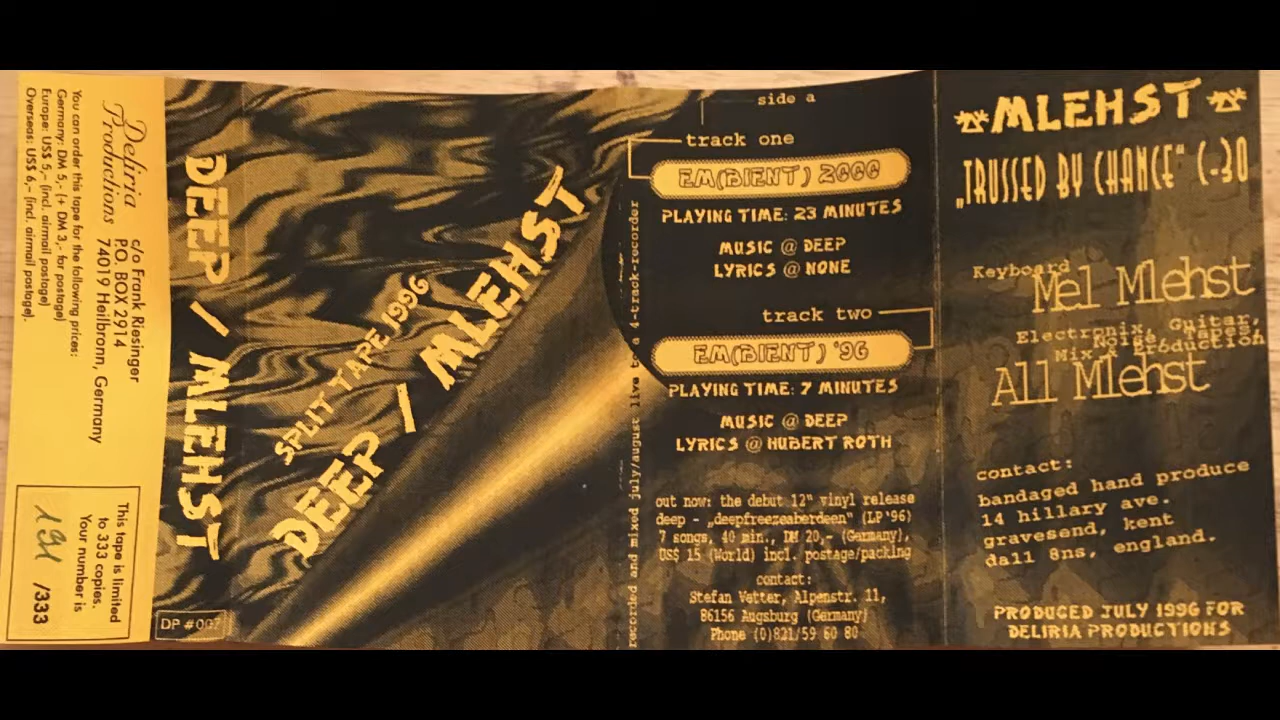 Deliria
Productions
c/o Frank Riesinger
P.O. BOX 2914
74019 Heilbronn, Germany
You can order this tape for the following prices:
Germany: DM 5,- (+ DM 3,- for postage)
Europe: US$ 5,- (incl. airmail postage)
Overseas: US$ 6,- (incl. airmail postage).
This tape is limited
to 333 copies.
Your number is
191 /333
DEEP / MLEHST
DP #007
SPLIT TAPE 1996
DEEP / MLEHST
recorded and mixed july/august live to a 4-track-recorder
side a
track one
EM(BIENT) 2000
PLAYING TIME: 23 MINUTES
MUSIC @ DEEP
LYRICS @ NONE
track two
EM(BIENT) '96
PLAYING TIME: 7 MINUTES
MUSIC @ DEEP
LYRICS @ HUBERT ROTH
out now: the debut 12" vinyl release
deep - „deepfreezeaberdeen" (LP '96)
7 songs, 40 min., DM 20,- (Germany),
US$ 15 (World) incl. postage/packing
contact:
Stefan Vetter, Alpenstr. 11,
86156 Augsburg (Germany)
Phone (0)821/59 60 80
MLEHST
„TRUSSED BY CHANCE" C-30
Keyboard
Mel Mlehst
Electronix, Guitar,
Noise, Tapes,
Mix & Production
All Mlehst
contact:
bandaged hand produce
14 hillary ave.
gravesend, kent
da11 8ns, england.
PRODUCED JULY 1996 FOR
DELIRIA PRODUCTIONS